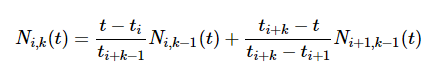 N_{i,k}(t) = \frac{t - t_i}{t_{i+k-1}} N_{i,k-1}(t) + \frac{t_{i+k} - t}{t_{i+k} - t_{i+1}} N_{i+1,k-1}(t)